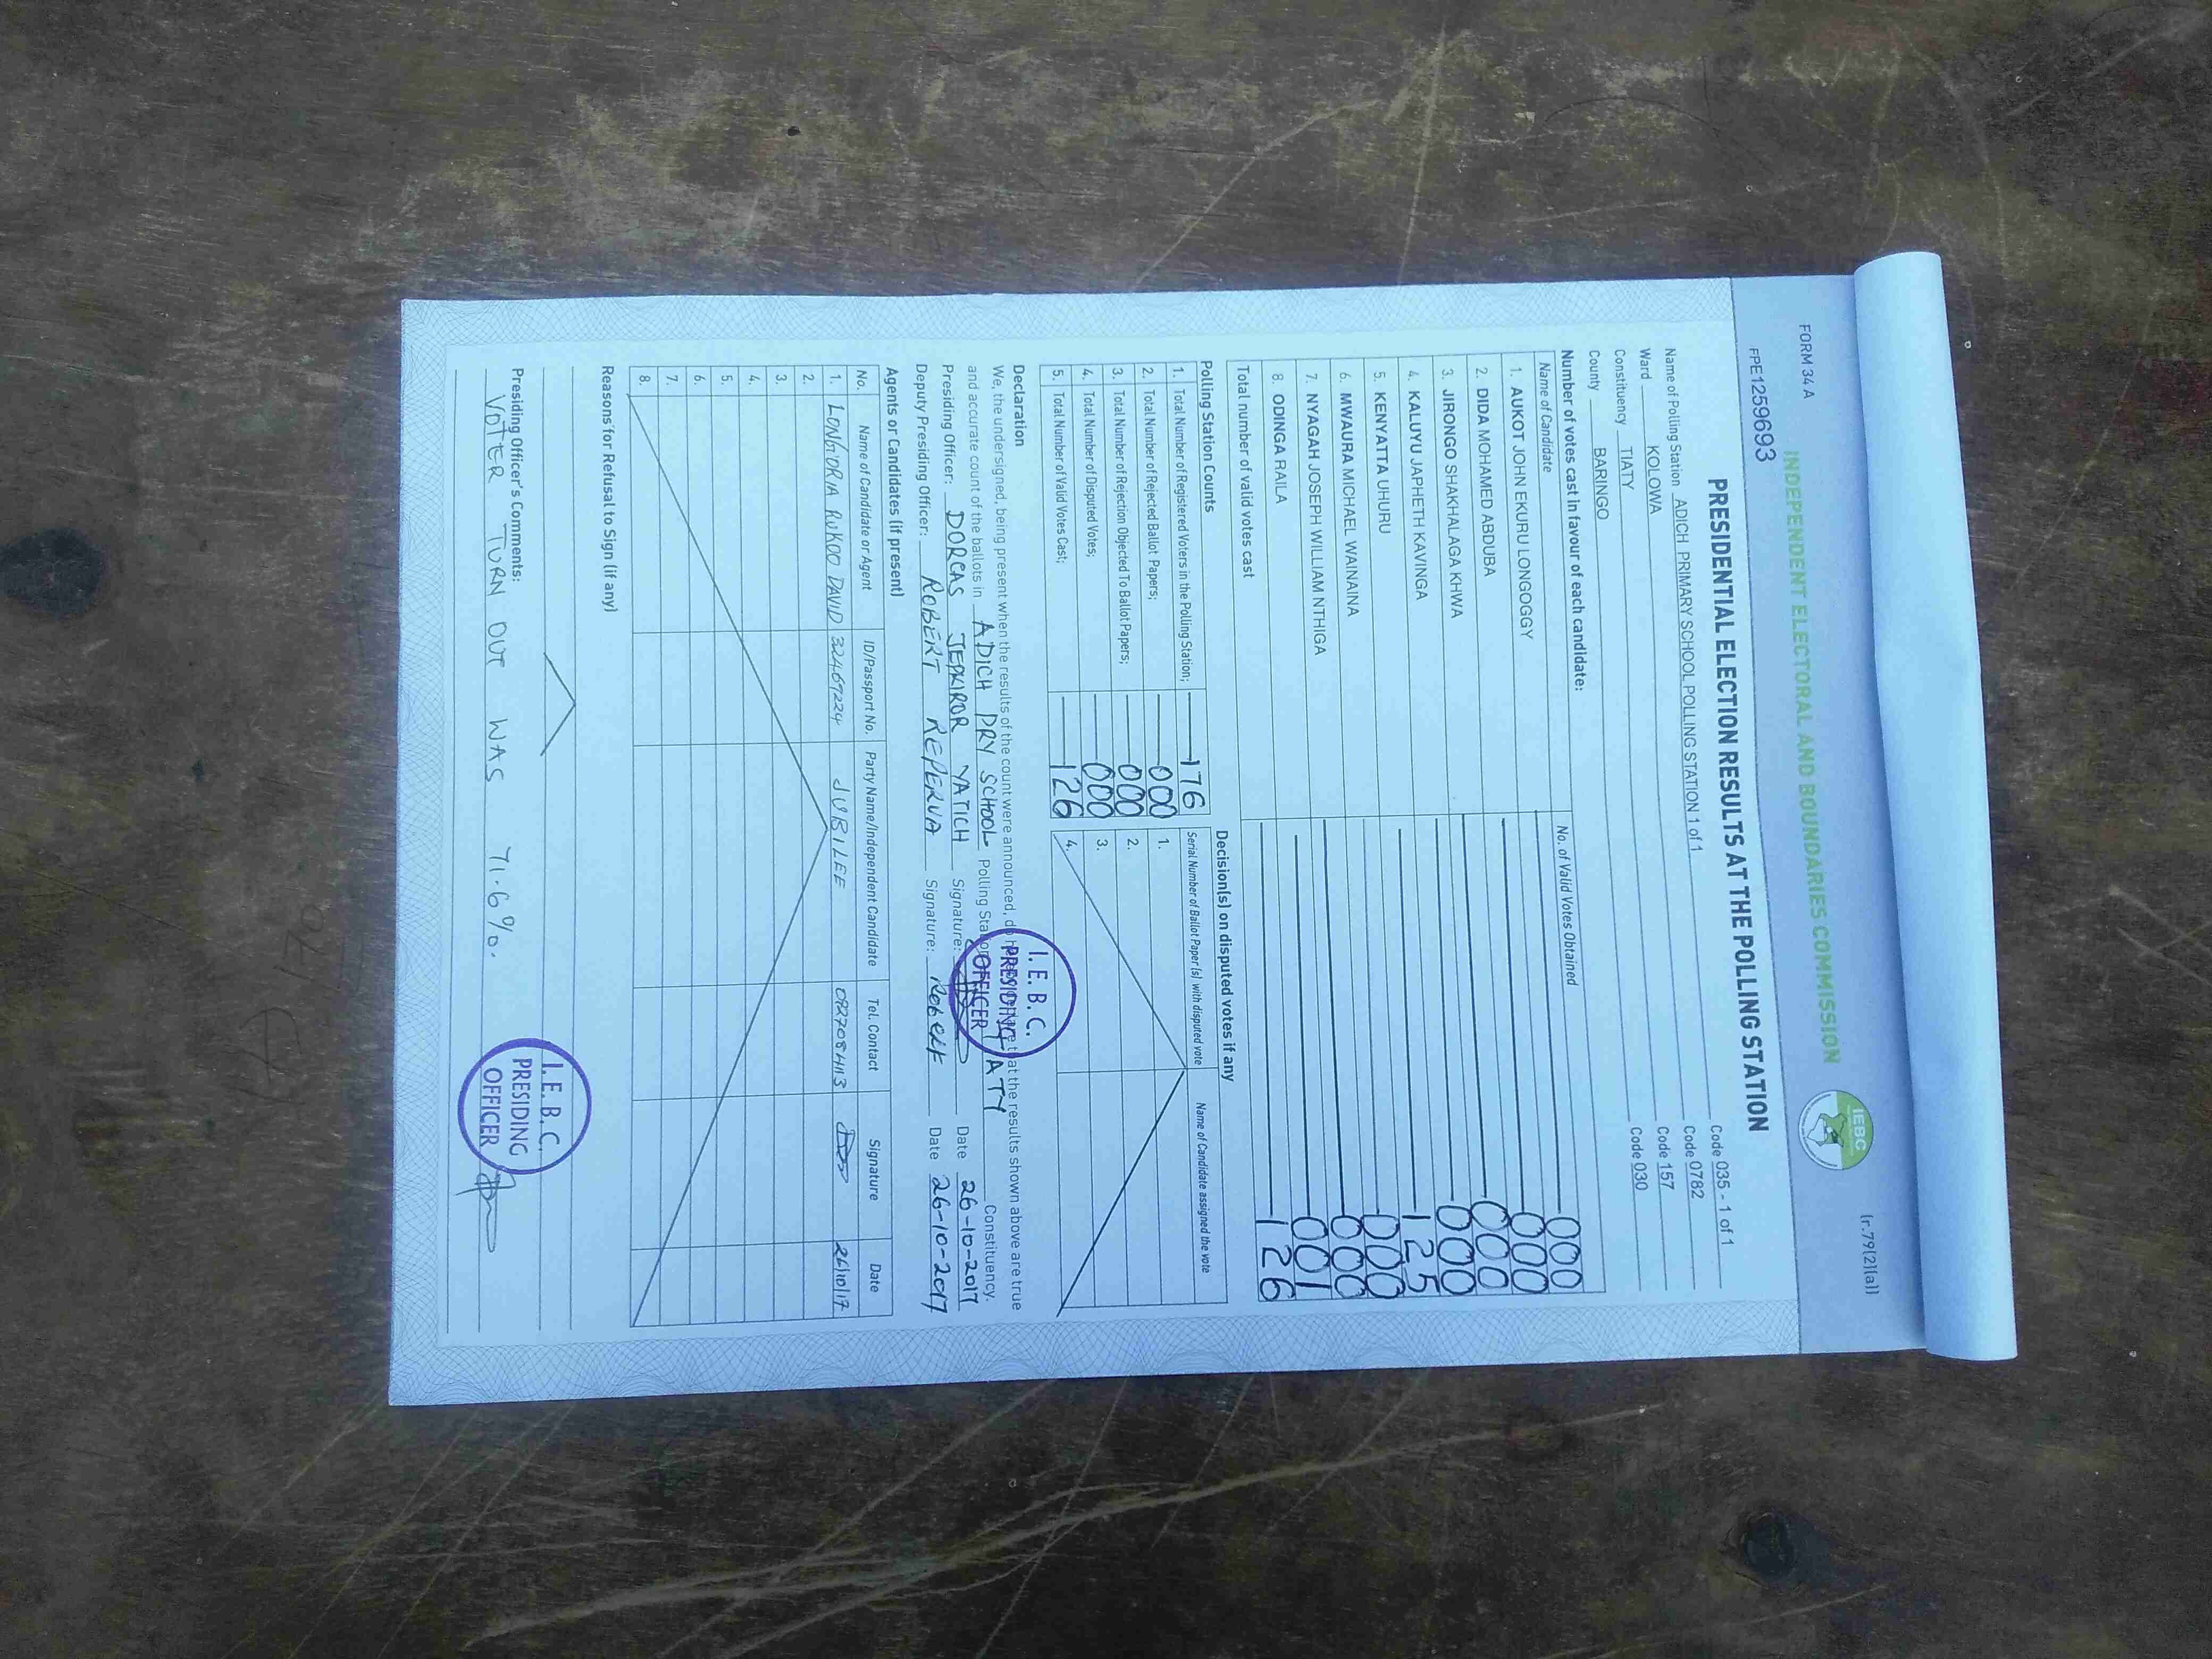 FORM 34 A
(r.79(2)(a))
INDEPENDENT ELECTORAL AND BOUNDARIES COMMISSION
IEBC
FPE1259693
PRESIDENTIAL ELECTION RESULTS AT THE POLLING STATION
Name of Polling Station ADICH PRIMARY SCHOOL POLLING STATION 1 of 1 Code 035 - 1 of 1
Ward KOLOWA Code 0782
Constituency TIATY Code 157
County BARINGO Code 030
Number of votes cast in favour of each candidate:
Name of Candidate No. of Valid Votes Obtained
1. AUKOT JOHN EKURU LONGOGGY 000
2. DIDA MOHAMED ABDUBA 000
3. JIRONGO SHAKHALAGA KHWA 000
4. KALUYU JAPHETH KAVINGA 000
5. KENYATTA UHURU 125
6. MWAURA MICHAEL WAINAINA 000
7. NYAGAH JOSEPH WILLIAM NTHIGA 000
8. ODINGA RAILA 001
Total number of valid votes cast 126
Polling Station Counts
1. Total Number of Registered Voters in the Polling Station; 176
2. Total Number of Rejected Ballot Papers; 000
3. Total Number of Rejection Objected To Ballot Papers; 000
4. Total Number of Disputed Votes; 000
5. Total Number of Valid Votes Cast; 126
Decision(s) on disputed votes if any
Serial Number of Ballot Paper (s) with disputed vote Name of Candidate assigned the vote
1.
2.
3.
4.
Declaration
We, the undersigned, being present when the results of the count were announced, do hereby declare that the results shown above are true
and accurate count of the ballots in ADICH PRY SCHOOL Polling Station TIATY Constituency.
Presiding Officer: DORCAS JEPKIROR YATICH Signature: Date 26-10-2017
Deputy Presiding Officer: ROBERT REPERUA Signature: Robert Date 26-10-2017
I.E.B.C.
PRESIDING
OFFICER
Agents or Candidates (if present)
No. Name of Candidate or Agent ID/Passport No. Party Name/Independent Candidate Tel. Contact Signature Date
1. LONGORIA RUKOO DAVID 32469224 JUBILEE 26/10/17
2.
3.
4.
5.
6.
7.
8.
Reasons for Refusal to Sign (if any)
Presiding Officer's Comments:
VOTER TURN OUT WAS 71.6%.
I.E.B.C.
PRESIDING
OFFICER